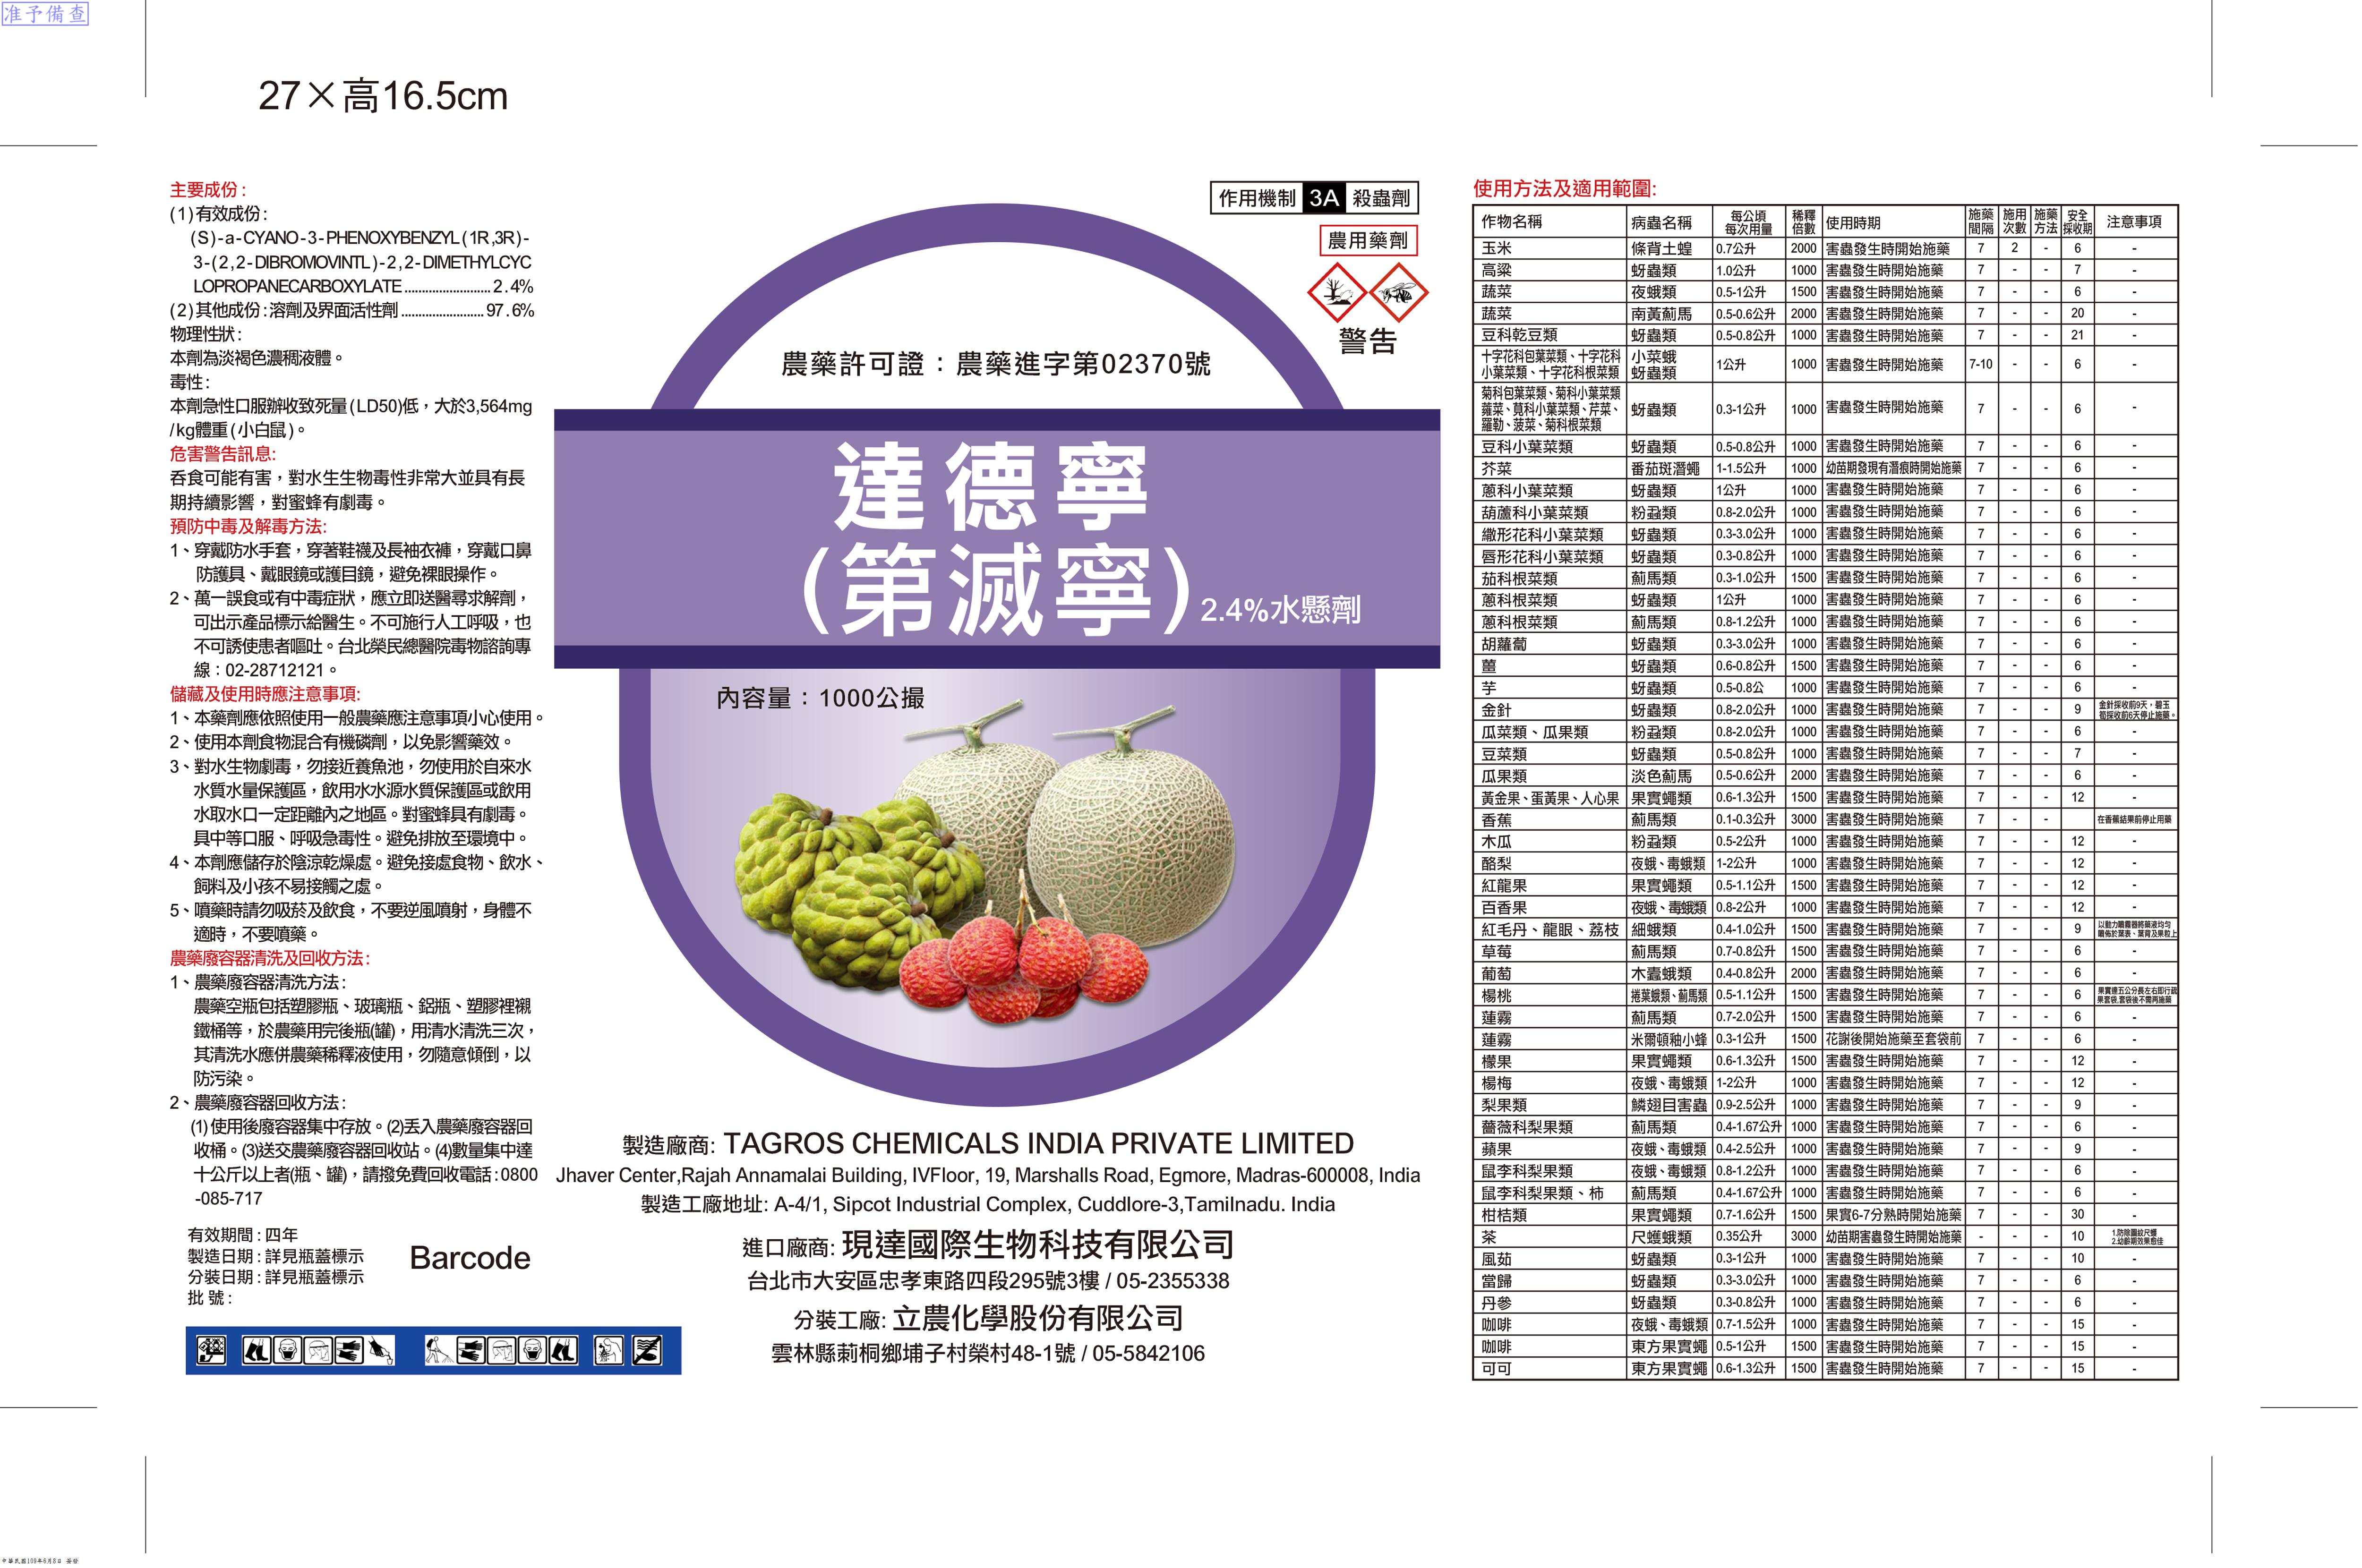 准予備查
27×高16.5cm
主要成份:
(1)有效成份:
(S)-a-CYANO-3-PHENOXYBENZYL(1R,3R)-
3-(2,2-DIBROMOVINTL)-2,2-DIMETHYLCYC
LOPROPANECARBOXYLATE.........................2.4%
(2)其他成份:溶劑及界面活性劑........................97.6%
物理性狀:
本劑為淡褐色濃稠液體。
毒性:
本劑急性口服辦收致死量(LD50)低,大於3,564mg
/kg體重(小白鼠)。
危害警告訊息:
吞食可能有害,對水生生物毒性非常大並具有長
期持續影響,對蜜蜂有劇毒。
預防中毒及解毒方法:
1、穿戴防水手套,穿著鞋襪及長袖衣褲,穿戴口鼻
防護具、戴眼鏡或護目鏡,避免裸眼操作。
2、萬一誤食或有中毒症狀,應立即送醫尋求解劑,
可出示產品標示給醫生。不可施行人工呼吸,也
不可誘使患者嘔吐。台北榮民總醫院毒物諮詢專
線:02-28712121。
儲藏及使用時應注意事項:
1、本藥劑應依照使用一般農藥應注意事項小心使用。
2、使用本劑食物混合有機磷劑,以免影響藥效。
3、對水生物劇毒,勿接近養魚池,勿使用於自來水
水質水量保護區,飲用水水源水質保護區或飲用
水取水口一定距離內之地區。對蜜蜂具有劇毒。
具中等口服、呼吸急毒性。避免排放至環境中。
4、本劑應儲存於陰涼乾燥處。避免接處食物、飲水、
飼料及小孩不易接觸之處。
5、噴藥時請勿吸菸及飲食,不要逆風噴射,身體不
適時,不要噴藥。
農藥廢容器清洗及回收方法:
1、農藥廢容器清洗方法:
農藥空瓶包括塑膠瓶、玻璃瓶、鋁瓶、塑膠裡襯
鐵桶等,於農藥用完後瓶(罐),用清水清洗三次,
其清洗水應併農藥稀釋液使用,勿隨意傾倒,以
防污染。
2、農藥廢容器回收方法:
(1)使用後廢容器集中存放。(2)丟入農藥廢容器回
收桶。(3)送交農藥廢容器回收站。(4)數量集中達
十公斤以上者(瓶、罐),請撥免費回收電話:0800
-085-717
有效期間:四年
製造日期:詳見瓶蓋標示
分裝日期:詳見瓶蓋標示
批 號:
Barcode
作用機制 3A 殺蟲劑
農用藥劑
警告
農藥許可證:農藥進字第02370號
達德寧
(第滅寧)2.4%水懸劑
內容量:1000公撮
製造廠商: TAGROS CHEMICALS INDIA PRIVATE LIMITED
Jhaver Center,Rajah Annamalai Building, IVFloor, 19, Marshalls Road, Egmore, Madras-600008, India
製造工廠地址: A-4/1, Sipcot Industrial Complex, Cuddlore-3,Tamilnadu. India
進口廠商: 現達國際生物科技有限公司
台北市大安區忠孝東路四段295號3樓 / 05-2355338
分裝工廠: 立農化學股份有限公司
雲林縣莿桐鄉埔子村榮村48-1號 / 05-5842106
使用方法及適用範圍:
作物名稱 病蟲名稱 每公頃每次用量 稀釋倍數 使用時期 施藥間隔 施用次數 施藥方法 安全採收期 注意事項
玉米 條背土蝗 0.7公升 2000 害蟲發生時開始施藥 7 2 - 6 -
高粱 蚜蟲類 1.0公升 1000 害蟲發生時開始施藥 7 - - 7 -
蔬菜 夜蛾類 0.5-1公升 1500 害蟲發生時開始施藥 7 - - 6 -
蔬菜 南黃薊馬 0.5-0.6公升 2000 害蟲發生時開始施藥 7 - - 20 -
豆科乾豆類 蚜蟲類 0.5-0.8公升 1000 害蟲發生時開始施藥 7 - - 21 -
十字花科包葉菜類、十字花科
小葉菜類、十字花科根菜類 小菜蛾 蚜蟲類 1公升 1000 害蟲發生時開始施藥 7-10 - - 6 -
菊科包葉菜類、菊科小葉菜類
蕹菜、莧科小葉菜類、芹菜、
羅勒、菠菜、菊科根菜類 蚜蟲類 0.3-1公升 1000 害蟲發生時開始施藥 7 - - 6 -
豆科小葉菜類 蚜蟲類 0.5-0.8公升 1000 害蟲發生時開始施藥 7 - - 6 -
芥菜 番茄斑潛蠅 1-1.5公升 1000 幼苗期發現有潛痕時開始施藥 7 - - 6 -
蔥科小葉菜類 蚜蟲類 1公升 1000 害蟲發生時開始施藥 7 - - 6 -
葫蘆科小葉菜類 粉蝨類 0.8-2.0公升 1000 害蟲發生時開始施藥 7 - - 6 -
繖形花科小葉菜類 蚜蟲類 0.3-3.0公升 1000 害蟲發生時開始施藥 7 - - 6 -
唇形花科小葉菜類 蚜蟲類 0.3-0.8公升 1000 害蟲發生時開始施藥 7 - - 6 -
茄科根菜類 薊馬類 0.3-1.0公升 1500 害蟲發生時開始施藥 7 - - 6 -
蔥科根菜類 蚜蟲類 1公升 1000 害蟲發生時開始施藥 7 - - 6 -
蔥科根菜類 薊馬類 0.8-1.2公升 1000 害蟲發生時開始施藥 7 - - 6 -
胡蘿蔔 蚜蟲類 0.3-3.0公升 1000 害蟲發生時開始施藥 7 - - 6 -
薑 蚜蟲類 0.6-0.8公升 1500 害蟲發生時開始施藥 7 - - 6 -
芋 蚜蟲類 0.5-0.8公 1000 害蟲發生時開始施藥 7 - - 6 -
金針 蚜蟲類 0.8-2.0公升 1000 害蟲發生時開始施藥 7 - - 9 金針採收前9天,碧玉筍採收前6天停止施藥。
瓜菜類、瓜果類 粉蝨類 0.8-2.0公升 1000 害蟲發生時開始施藥 7 - - 6 -
豆菜類 蚜蟲類 0.5-0.8公升 1000 害蟲發生時開始施藥 7 - - 7 -
瓜果類 淡色薊馬 0.5-0.6公升 2000 害蟲發生時開始施藥 7 - - 6 -
黃金果、蛋黃果、人心果 果實蠅類 0.6-1.3公升 1500 害蟲發生時開始施藥 7 - - 12 -
香蕉 薊馬類 0.1-0.3公升 3000 害蟲發生時開始施藥 7 - - 在香蕉結果前停止用藥
木瓜 粉蝨類 0.5-2公升 1000 害蟲發生時開始施藥 7 - - 12 -
酪梨 夜蛾、毒蛾類 1-2公升 1000 害蟲發生時開始施藥 7 - - 12 -
紅龍果 果實蠅類 0.5-1.1公升 1500 害蟲發生時開始施藥 7 - - 12 -
百香果 夜蛾、毒蛾類 0.8-2公升 1000 害蟲發生時開始施藥 7 - - 12 -
紅毛丹、龍眼、荔枝 細蛾類 0.4-1.0公升 1500 害蟲發生時開始施藥 7 - - 9 以動力噴霧器將藥液均勻噴佈於葉表、葉背及果粒上
草莓 薊馬類 0.7-0.8公升 1500 害蟲發生時開始施藥 7 - - 6 -
葡萄 木蠹蛾類 0.4-0.8公升 2000 害蟲發生時開始施藥 7 - - 6 -
楊桃 捲葉蛾類、薊馬類 0.5-1.1公升 1500 害蟲發生時開始施藥 7 - - 6 果實達五公分長左右即行疏果套袋,套袋後不需再施藥
蓮霧 薊馬類 0.7-2.0公升 1500 害蟲發生時開始施藥 7 - - 6 -
蓮霧 米爾頓釉小蜂 0.3-1公升 1500 花謝後開始施藥至套袋前 7 - - 6 -
檬果 果實蠅類 0.6-1.3公升 1500 害蟲發生時開始施藥 7 - - 12 -
楊梅 夜蛾、毒蛾類 1-2公升 1000 害蟲發生時開始施藥 7 - - 12 -
梨果類 鱗翅目害蟲 0.9-2.5公升 1000 害蟲發生時開始施藥 7 - - 9 -
薔薇科梨果類 薊馬類 0.4-1.67公升 1000 害蟲發生時開始施藥 7 - - 6 -
蘋果 夜蛾、毒蛾類 0.4-2.5公升 1000 害蟲發生時開始施藥 7 - - 9 -
鼠李科梨果類 夜蛾、毒蛾類 0.8-1.2公升 1000 害蟲發生時開始施藥 7 - - 6 -
鼠李科梨果類、柿 薊馬類 0.4-1.67公升 1000 害蟲發生時開始施藥 7 - - 6 -
柑桔類 果實蠅類 0.7-1.6公升 1500 果實6-7分熟時開始施藥 7 - - 30 -
茶 尺蠖蛾類 0.35公升 3000 幼苗期害蟲發生時開始施藥 - - - 10 1.防除圖紋尺蠖 2.幼齡期效果愈佳
風茹 蚜蟲類 0.3-1公升 1000 害蟲發生時開始施藥 7 - - 10 -
當歸 蚜蟲類 0.3-3.0公升 1000 害蟲發生時開始施藥 7 - - 6 -
丹參 蚜蟲類 0.3-0.8公升 1000 害蟲發生時開始施藥 7 - - 6 -
咖啡 夜蛾、毒蛾類 0.7-1.5公升 1000 害蟲發生時開始施藥 7 - - 15 -
咖啡 東方果實蠅 0.5-1公升 1500 害蟲發生時開始施藥 7 - - 15 -
可可 東方果實蠅 0.6-1.3公升 1500 害蟲發生時開始施藥 7 - - 15 -